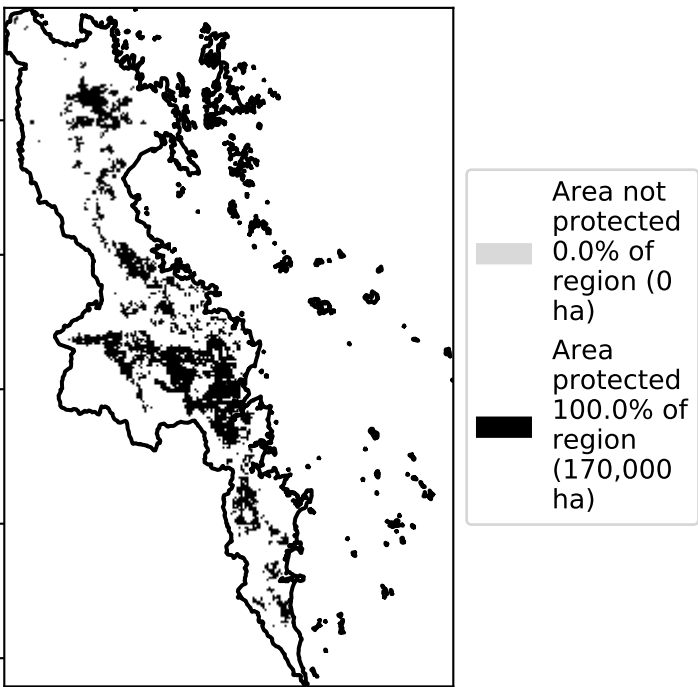 Area not
protected
0.0% of
region (0
ha)
Area
protected
100.0% of
region
(170,000
ha)